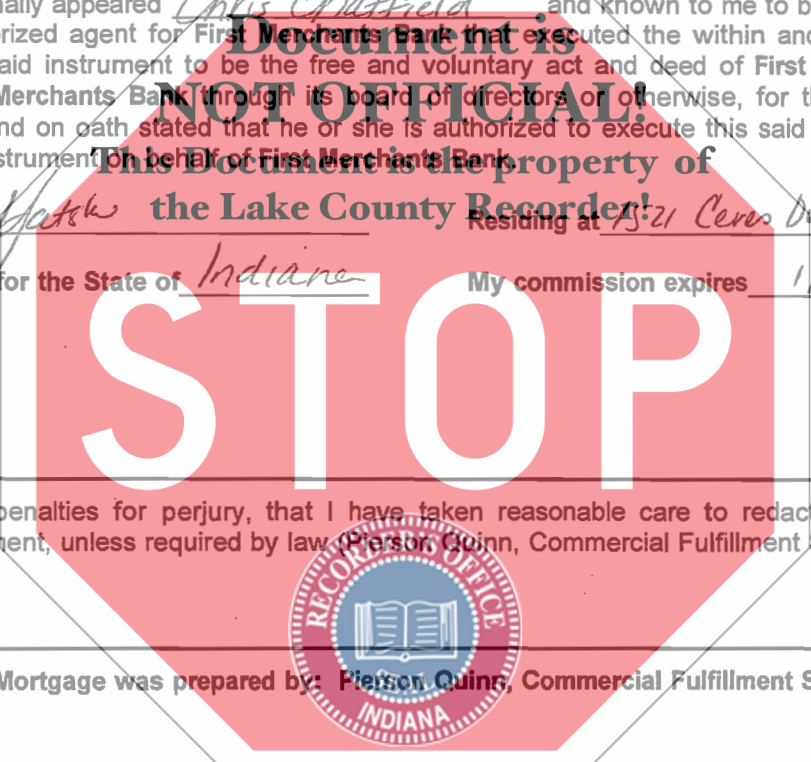 nally appeared Chris Chatfield and known to me to b
rized agent for First Merchants Bank that executed the within and
aid instrument to be the free and voluntary act and deed of First
Merchants Bank through its board of directors or otherwise, for t
nd on oath stated that he or she is authorized to execute this said
strument on behalf of First Merchants Bank.
Document is
NOT OFFICIAL!
This Document is the property of
the Lake County Recorder!
Residing at 1521 Ceres D
for the State of Indiana My commission expires 1
STOP
penalties for perjury, that I have taken reasonable care to redact
ment, unless required by law (Pierson Quinn, Commercial Fulfillment
RECORDER'S OFFICE
INDIANA
Mortgage was prepared by: Pierson Quinn, Commercial Fulfillment S